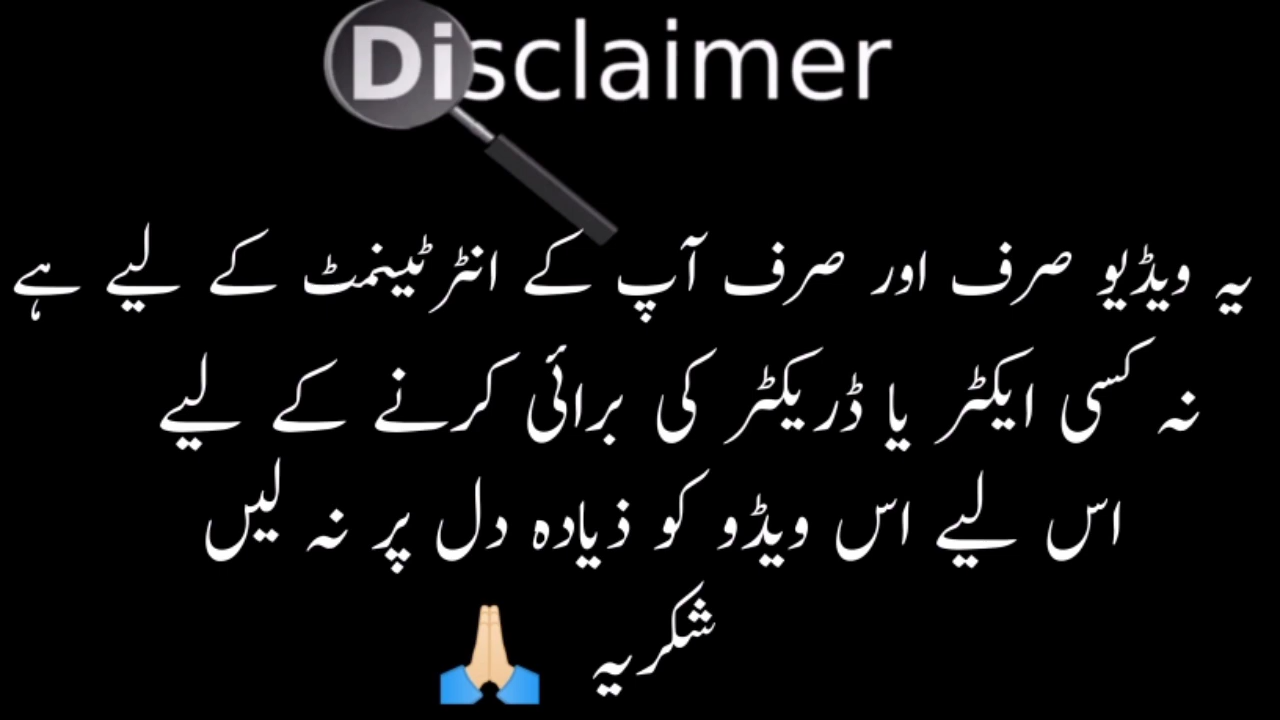 Disclaimer
یہ ویڈیو صرف اور صرف آپ کے انٹرٹینمٹ کے لیے ہے
نہ کسی ایکٹر یا ڈریکٹر کی برائی کرنے کے لیے
اس لیے اس ویڈو کو ذیادہ دل پر نہ لیں
شکریہ 🙏🏻